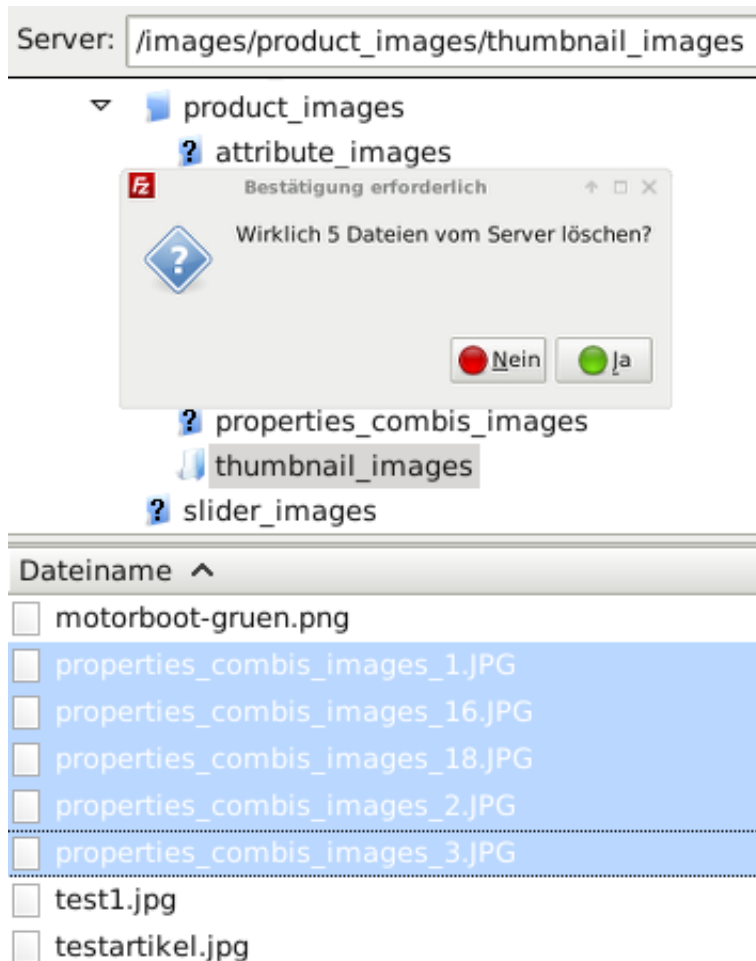 Server: /images/product_images/thumbnail_images
product_images
attribute_images
Bestätigung erforderlich
Wirklich 5 Dateien vom Server löschen?
Nein Ja
properties_combis_images
thumbnail_images
slider_images
Dateiname
motorboot-gruen.png
properties_combis_images_1.JPG
properties_combis_images_16.JPG
properties_combis_images_18.JPG
properties_combis_images_2.JPG
properties_combis_images_3.JPG
test1.jpg
testartikel.jpg